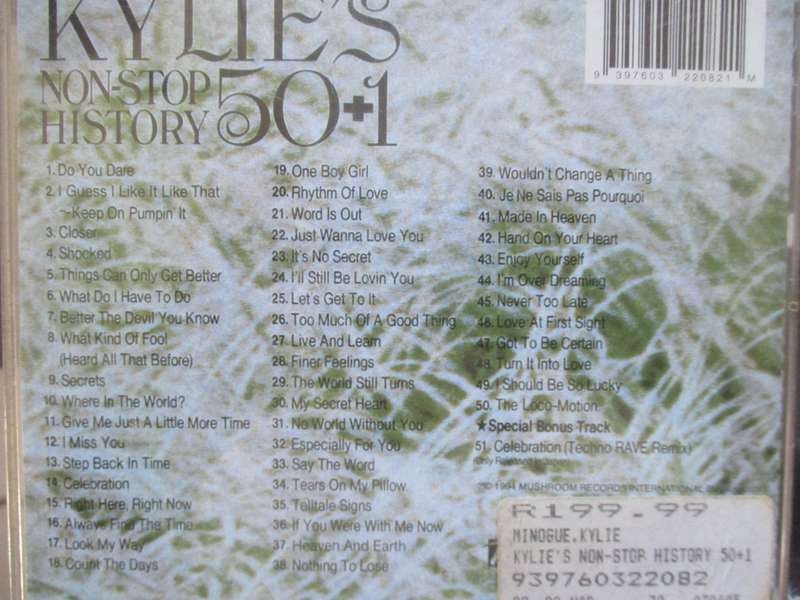 KYLIE'S
NON-STOP
HISTORY 50+1
9 397603 220821 M
1. Do You Dare
2. I Guess I Like It Like That
~Keep On Pumpin' It
3. Closer
4. Shocked
5. Things Can Only Get Better
6. What Do I Have To Do
7. Better The Devil You Know
8. What Kind Of Fool
(Heard All That Before)
9. Secrets
10. Where In The World?
11. Give Me Just A Little More Time
12. I Miss You
13. Step Back In Time
14. Celebration
15. Right Here, Right Now
16. Always Find The Time
17. Look My Way
18. Count The Days
19. One Boy Girl
20. Rhythm Of Love
21. Word Is Out
22. Just Wanna Love You
23. It's No Secret
24. I'll Still Be Lovin You
25. Let's Get To It
26. Too Much Of A Good Thing
27. Live And Learn
28. Finer Feelings
29. The World Still Turns
30. My Secret Heart
31. No World Without You
32. Especially For You
33. Say The Word
34. Tears On My Pillow
35. Telltale Signs
36. If You Were With Me Now
37. Heaven And Earth
38. Nothing To Lose
39. Wouldn't Change A Thing
40. Je Ne Sais Pas Pourquoi
41. Made In Heaven
42. Hand On Your Heart
43. Enjoy Yourself
44. I'm Over Dreaming
45. Never Too Late
46. Love At First Sight
47. Got To Be Certain
48. Turn It Into Love
49. I Should Be So Lucky
50. The Loco-Motion
★Special Bonus Track
51. Celebration (Techno RAVE Remix)
(Only Released In Japan)
1994 MUSHROOM RECORDS INTERNATIONAL
R199.99
MINOGUE,KYLIE
KYLIE'S NON-STOP HISTORY 50+1
939760322082